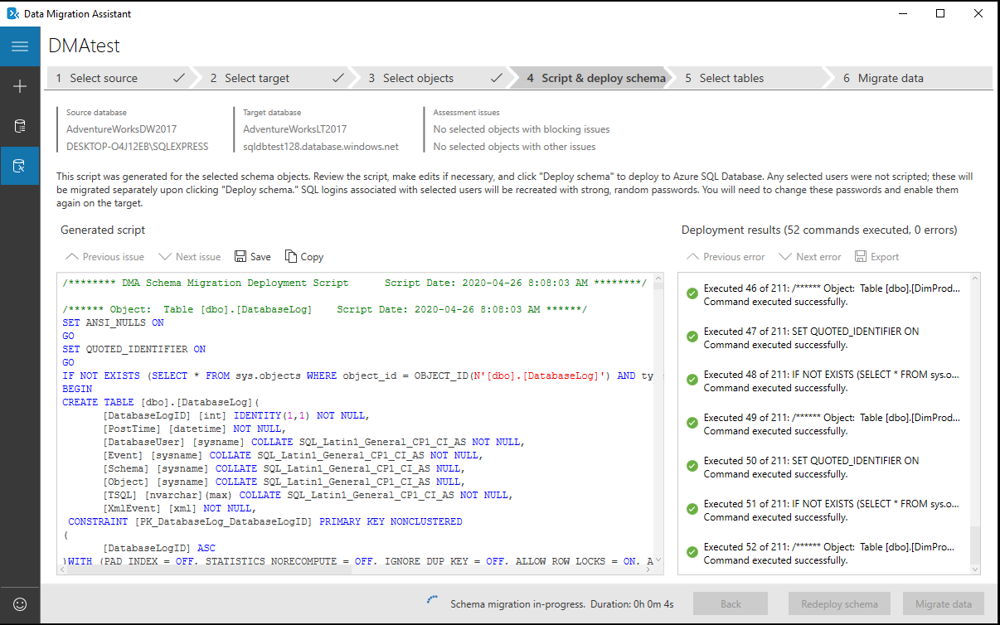 Data Migration Assistant
DMAtest
1 Select source
2 Select target
3 Select objects
4 Script & deploy schema
5 Select tables
6 Migrate data
Source database
AdventureWorksDW2017
DESKTOP-O4J12EB\SQLEXPRESS
Target database
AdventureWorksLT2017
sqldbtest128.database.windows.net
Assessment issues
No selected objects with blocking issues
No selected objects with other issues
This script was generated for the selected schema objects. Review the script, make edits if necessary, and click "Deploy schema" to deploy to Azure SQL Database. Any selected users were not scripted; these will
be migrated separately upon clicking "Deploy schema." SQL logins associated with selected users will be recreated with strong, random passwords. You will need to change these passwords and enable them
again on the target.
Generated script
Previous issue Next issue Save Copy
/******** DMA Schema Migration Deployment Script      Script Date: 2020-04-26 8:08:03 AM ********/
/****** Object:  Table [dbo].[DatabaseLog]    Script Date: 2020-04-26 8:08:03 AM ******/
SET ANSI_NULLS ON
GO
SET QUOTED_IDENTIFIER ON
GO
IF NOT EXISTS (SELECT * FROM sys.objects WHERE object_id = OBJECT_ID(N'[dbo].[DatabaseLog]') AND ty
BEGIN
CREATE TABLE [dbo].[DatabaseLog](
[DatabaseLogID] [int] IDENTITY(1,1) NOT NULL,
[PostTime] [datetime] NOT NULL,
[DatabaseUser] [sysname] COLLATE SQL_Latin1_General_CP1_CI_AS NOT NULL,
[Event] [sysname] COLLATE SQL_Latin1_General_CP1_CI_AS NOT NULL,
[Schema] [sysname] COLLATE SQL_Latin1_General_CP1_CI_AS NULL,
[Object] [sysname] COLLATE SQL_Latin1_General_CP1_CI_AS NULL,
[TSQL] [nvarchar](max) COLLATE SQL_Latin1_General_CP1_CI_AS NOT NULL,
[XmlEvent] [xml] NOT NULL,
CONSTRAINT [PK_DatabaseLog_DatabaseLogID] PRIMARY KEY NONCLUSTERED
(
[DatabaseLogID] ASC
)WITH (PAD_INDEX = OFF, STATISTICS_NORECOMPUTE = OFF, IGNORE_DUP_KEY = OFF, ALLOW_ROW_LOCKS = ON, A
Deployment results (52 commands executed, 0 errors)
Previous error Next error Export
Executed 46 of 211: /****** Object:  Table [dbo].[DimProd...
Command executed successfully.
Executed 47 of 211: SET QUOTED_IDENTIFIER ON
Command executed successfully.
Executed 48 of 211: IF NOT EXISTS (SELECT * FROM sys.o...
Command executed successfully.
Executed 49 of 211: /****** Object:  Table [dbo].[DimProd...
Command executed successfully.
Executed 50 of 211: SET QUOTED_IDENTIFIER ON
Command executed successfully.
Executed 51 of 211: IF NOT EXISTS (SELECT * FROM sys.o...
Command executed successfully.
Executed 52 of 211: /****** Object:  Table [dbo].[DimPro...
Command executed successfully.
Schema migration in-progress. Duration: 0h 0m 4s
Back
Redeploy schema
Migrate data